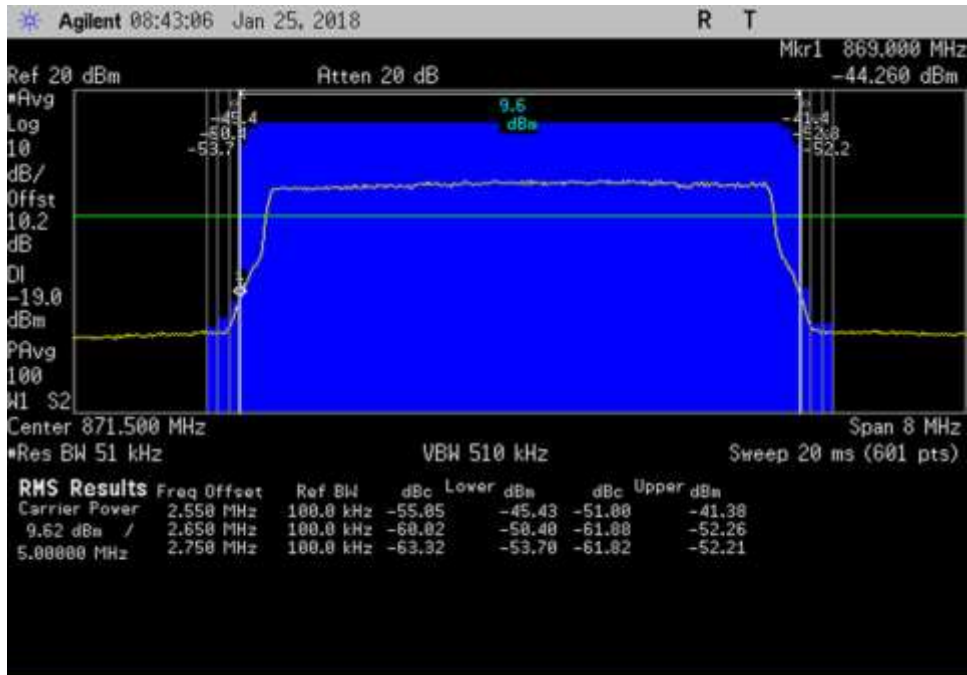 Agilent 08:43:06 Jan 25, 2018 R T
Mkr1 869.000 MHz
Ref 20 dBm Atten 20 dB -44.260 dBm
*Avg
Log
10
dB/
Offst
10.2
dB
DI
-19.0
dBm
PAvg
100
W1 S2
9.6
dBm
-45.4
-50.4
-53.7
-41.4
-52.8
-52.2
Center 871.500 MHz Span 8 MHz
*Res BW 51 kHz VBW 510 kHz Sweep 20 ms (601 pts)
RMS Results Freq Offset Ref BW dBc Lower dBm dBc Upper dBm
Carrier Power 2.550 MHz 100.0 kHz -55.05 -45.43 -51.00 -41.38
9.62 dBm / 2.650 MHz 100.0 kHz -60.02 -50.40 -61.88 -52.26
5.00000 MHz 2.750 MHz 100.0 kHz -63.32 -53.70 -61.82 -52.21